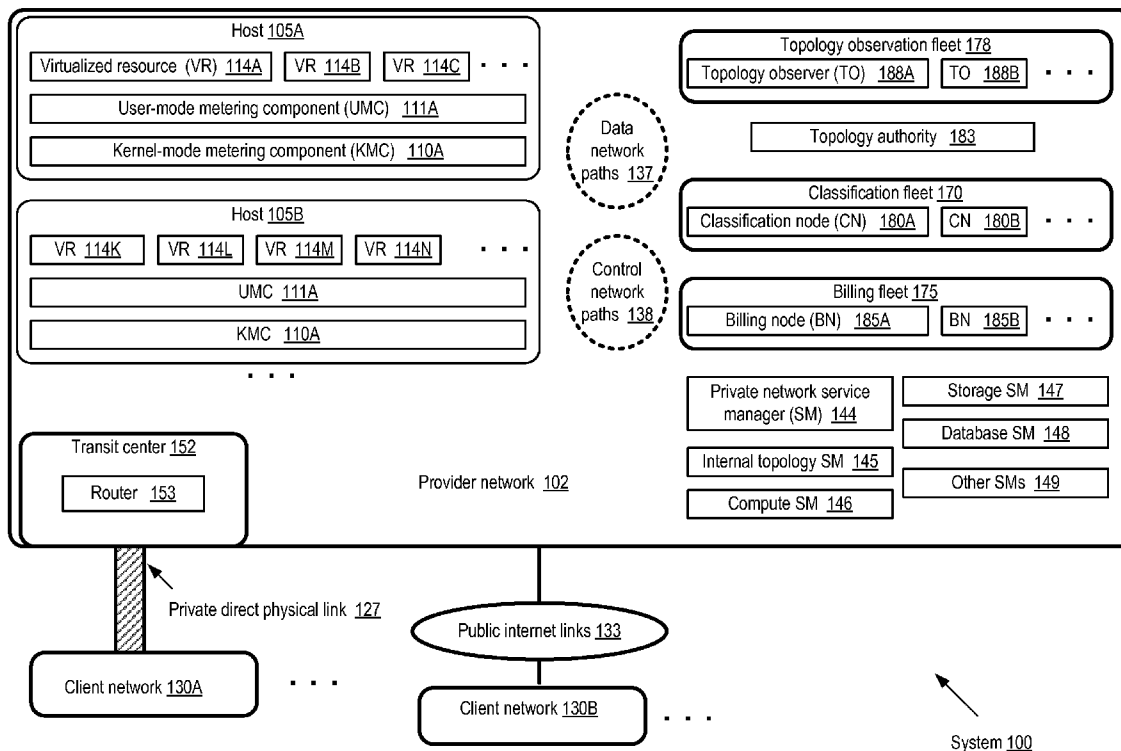 Host 105A
Virtualized resource (VR) 114A
VR 114B
VR 114C
. . .
User-mode metering component (UMC) 111A
Kernel-mode metering component (KMC) 110A
Host 105B
VR 114K
VR 114L
VR 114M
VR 114N
. . .
UMC 111A
KMC 110A
. . .
Data
network
paths 137
Control
network
paths 138
Topology observation fleet 178
Topology observer (TO) 188A
TO 188B
. . .
Topology authority 183
Classification fleet 170
Classification node (CN) 180A
CN 180B
. . .
Billing fleet 175
Billing node (BN) 185A
BN 185B
. . .
Private network service
manager (SM) 144
Storage SM 147
Database SM 148
Internal topology SM 145
Other SMs 149
Compute SM 146
Transit center 152
Router 153
Provider network 102
Private direct physical link 127
Public internet links 133
Client network 130A
. . .
Client network 130B
. . .
System 100